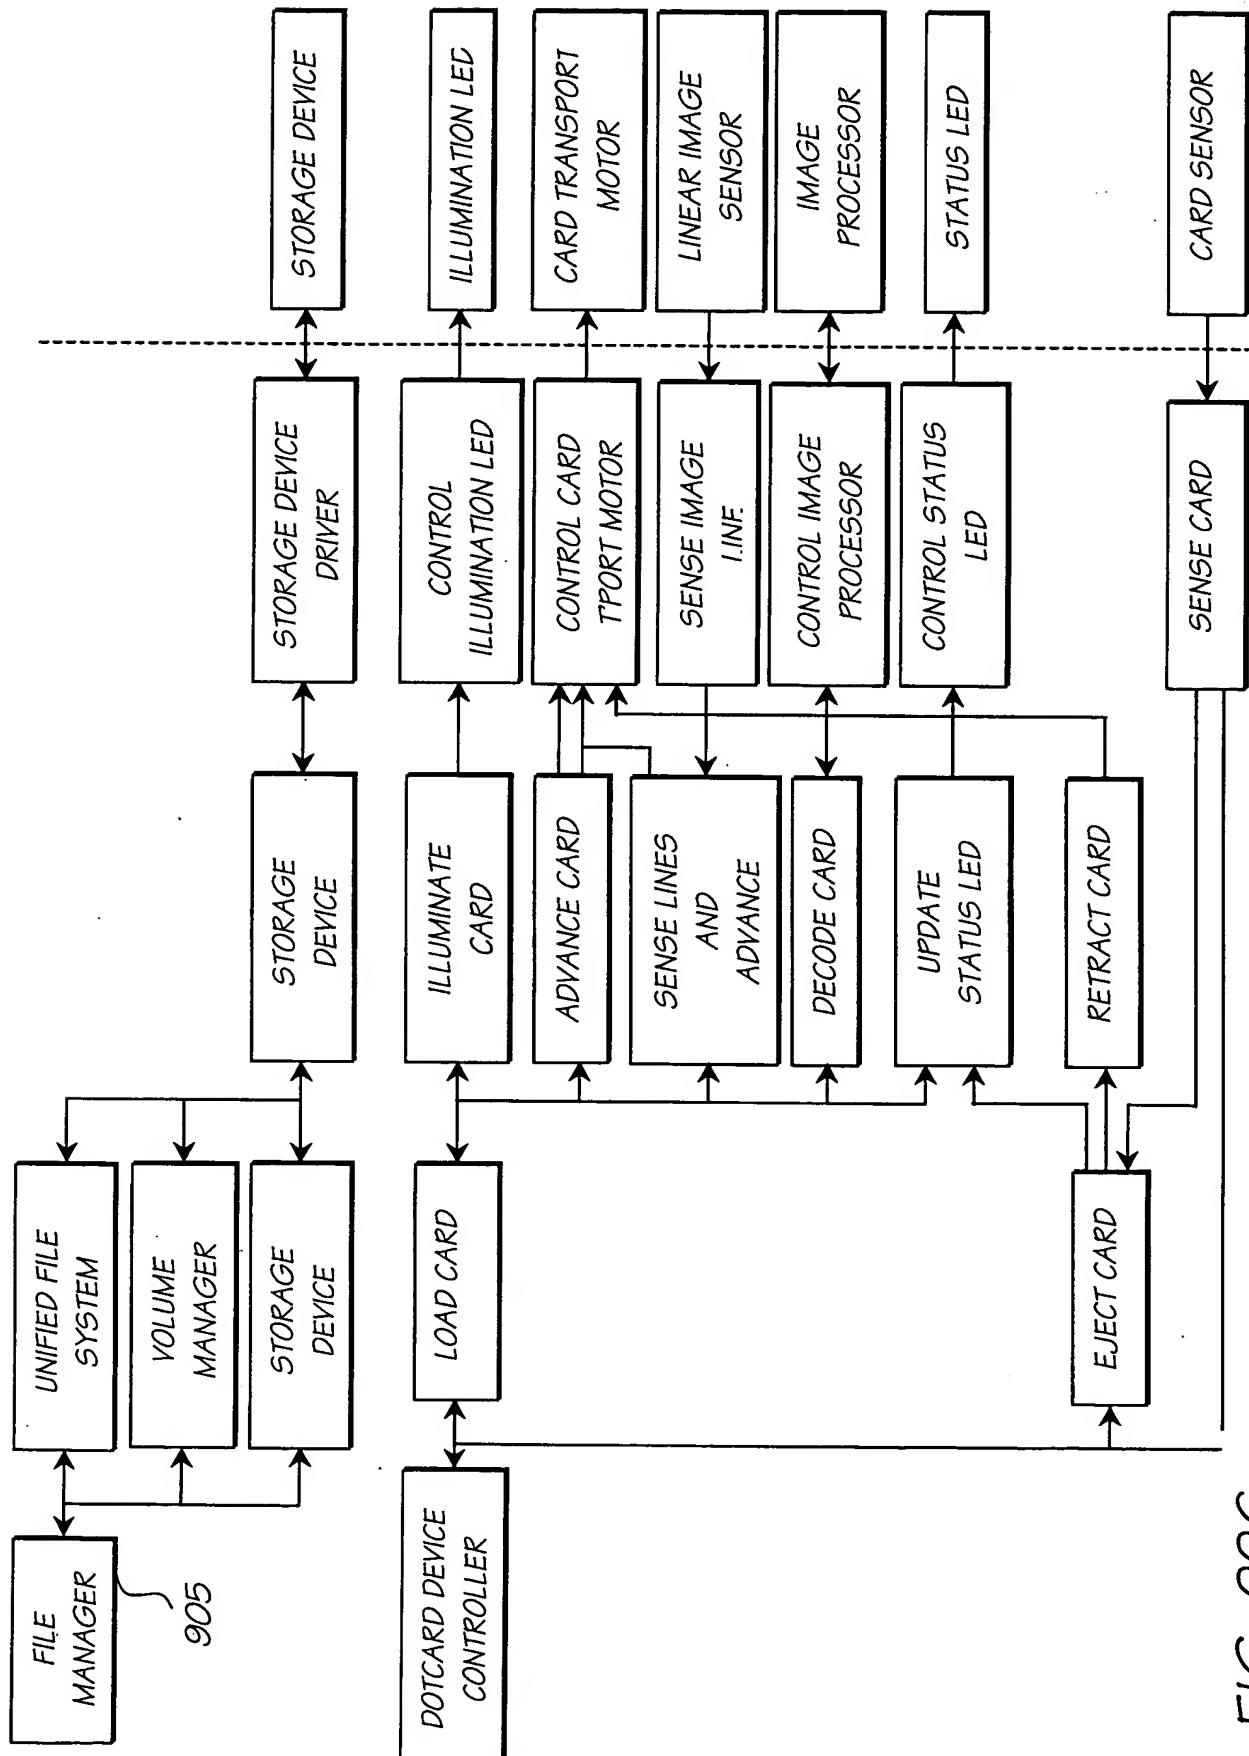 FILE
MANAGER
905
UNIFIED FILE
SYSTEM
VOLUME
MANAGER
STORAGE
DEVICE
STORAGE
DEVICE
STORAGE DEVICE
DRIVER
STORAGE DEVICE
DOTCARD DEVICE
CONTROLLER
LOAD CARD
ILLUMINATE
CARD
CONTROL
ILLUMINATION LED
ILLUMINATION LED
ADVANCE CARD
CONTROL CARD
T'PORT MOTOR
CARD TRANSPORT
MOTOR
SENSE LINES
AND
ADVANCE
SENSE IMAGE
I.INF.
LINEAR IMAGE
SENSOR
DECODE CARD
CONTROL IMAGE
PROCESSOR
IMAGE
PROCESSOR
UPDATE
STATUS LED
CONTROL STATUS
LED
STATUS LED
EJECT CARD
RETRACT CARD
SENSE CARD
CARD SENSOR